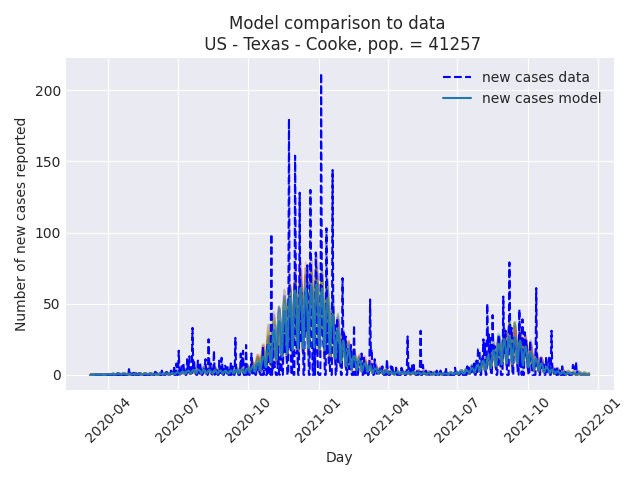 Model comparison to data
US - Texas - Cooke, pop. = 41257
new cases data
new cases model
Number of new cases reported
200
150
100
50
0
2020-04
2020-07
2020-10
2021-01
2021-04
2021-07
2021-10
2022-01
Day